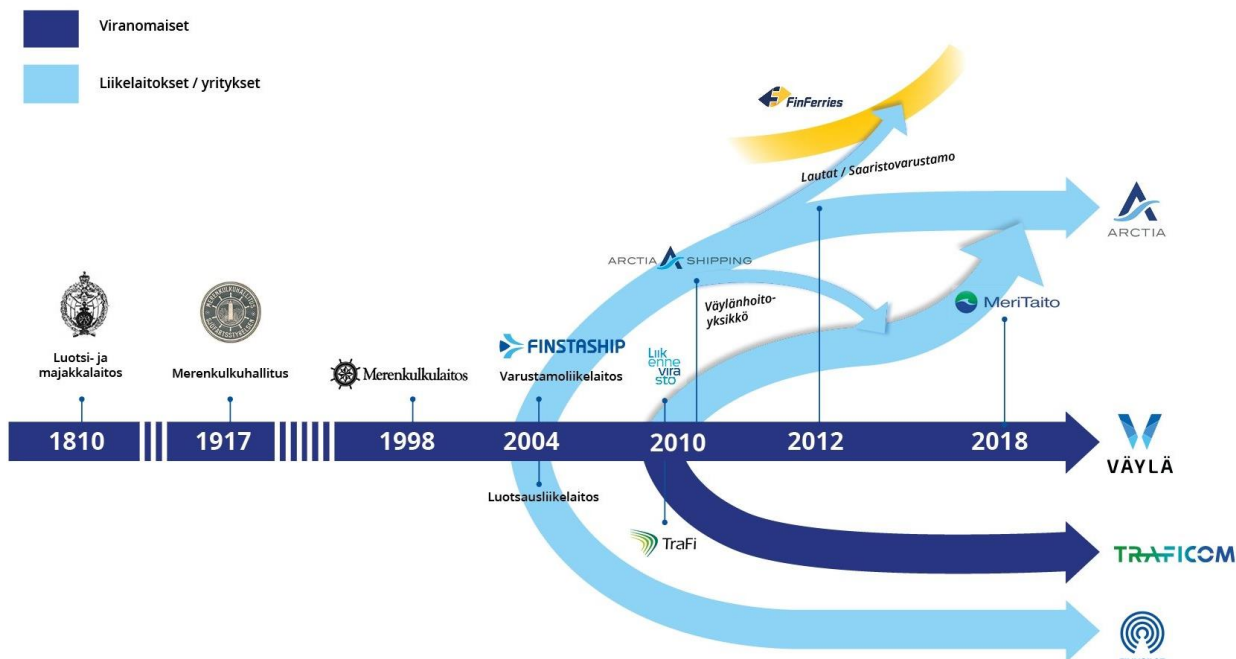 Viranomaiset
Liikelaitokset / yritykset
FinFerries
Lautat / Saaristovarustamo
ARCTIA
ARCTIA SHIPPING
Väylänhoito-
yksikkö
MeriTaito
Luotsi- ja
majakkalaitos
MERENKULKUHALLITUS
Merenkulkuhallitus
Merenkulkulaitos
FINSTASHIP
Varustamoliikelaitos
Liik
enne
vira
sto
1810
1917
1998
2004
2010
2012
2018
VÄYLÄ
Luotsausliikelaitos
TraFi
TRAFICOM